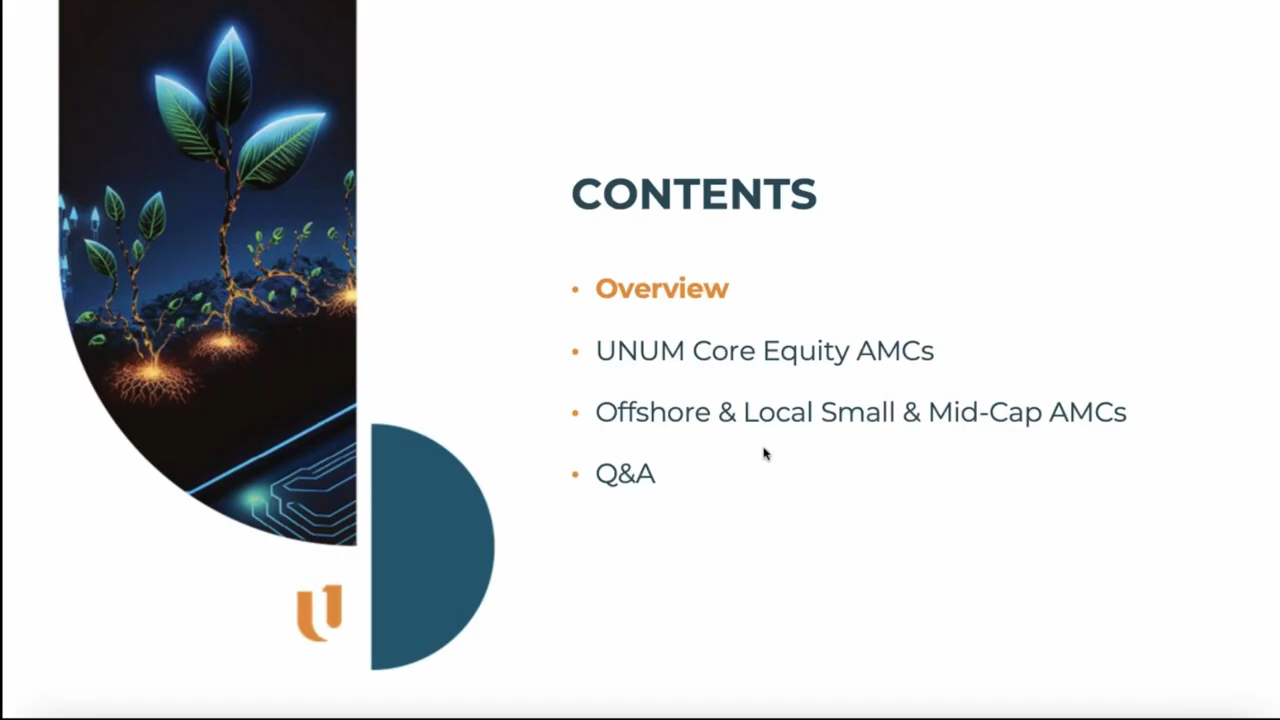 CONTENTS
• Overview
• UNUM Core Equity AMCs
• Offshore & Local Small & Mid-Cap AMCs
• Q&A